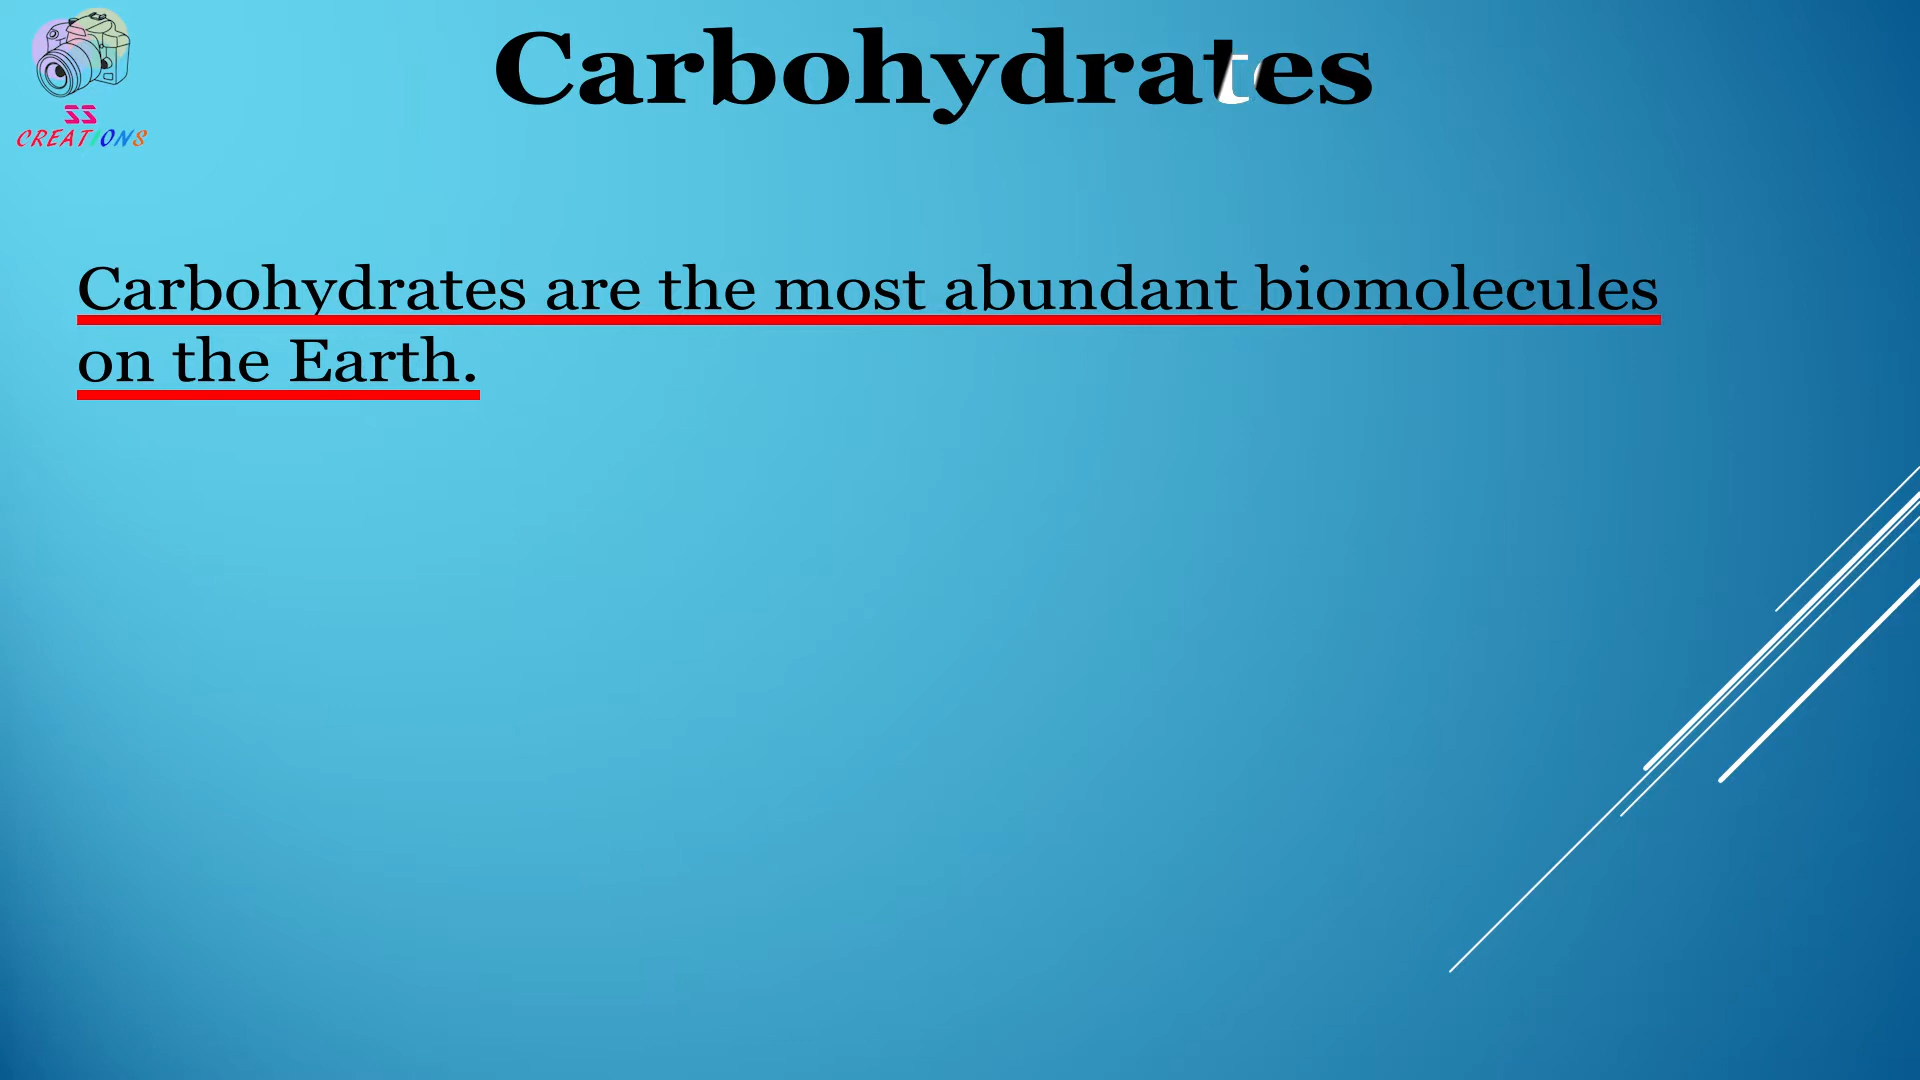 SS
CREATIONS
Carbohydrates
Carbohydrates are the most abundant biomolecules
on the Earth.